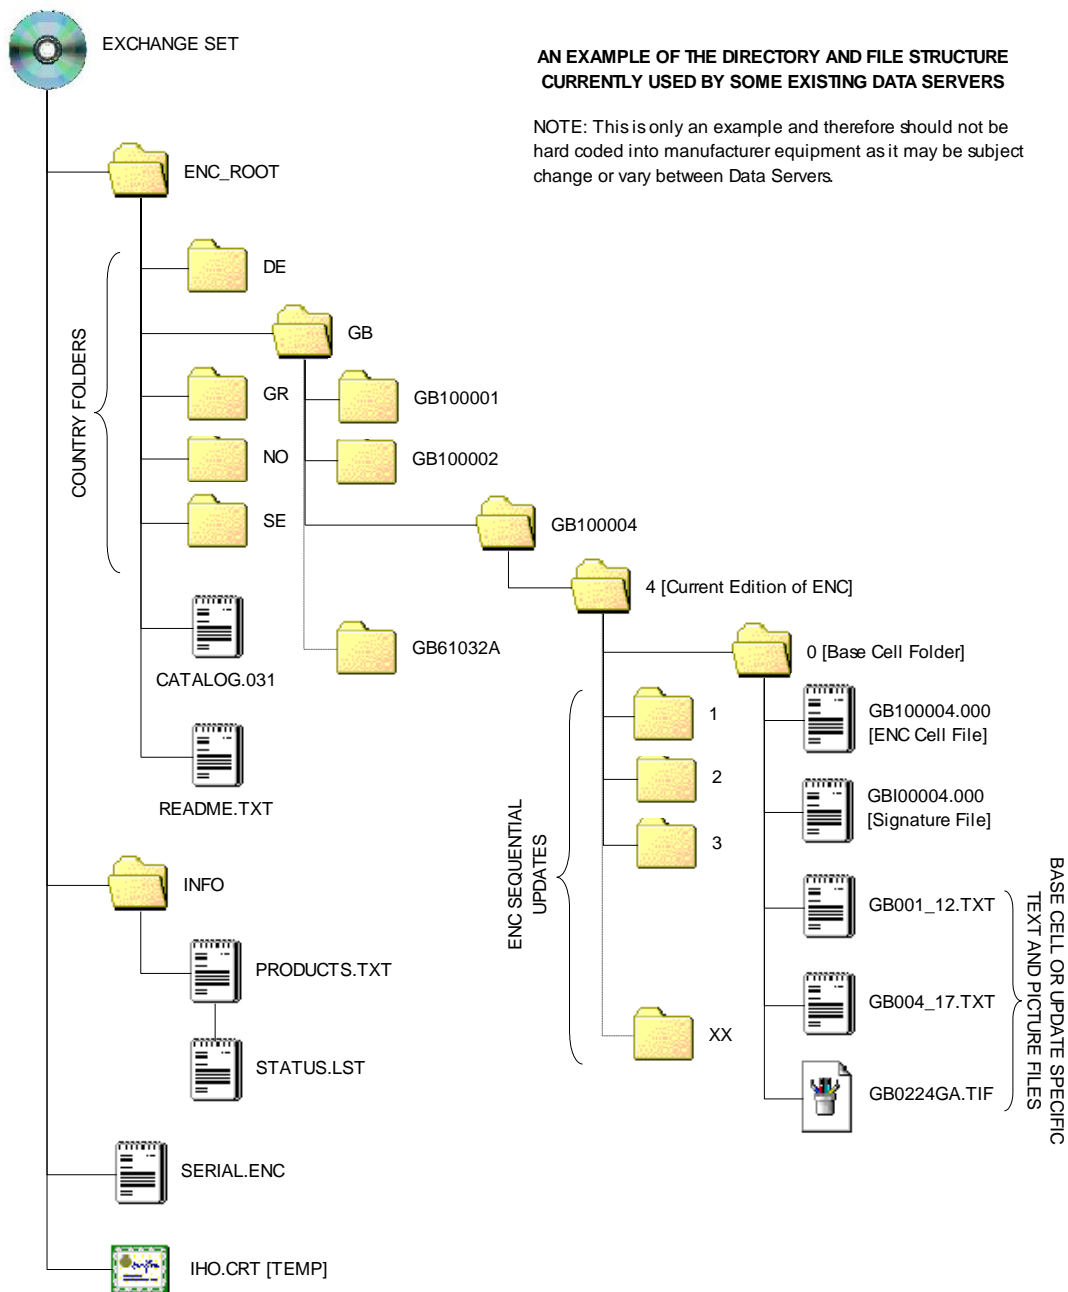 EXCHANGE SET
AN EXAMPLE OF THE DIRECTORY AND FILE STRUCTURE
CURRENTLY USED BY SOME EXISTING DATA SERVERS
NOTE: This is only an example and therefore should not be
hard coded into manufacturer equipment as it may be subject
change or vary between Data Servers.
ENC_ROOT
COUNTRY FOLDERS
DE
GB
GR
NO
SE
GB100001
GB100002
GB100004
GB61032A
CATALOG.031
README.TXT
4 [Current Edition of ENC]
0 [Base Cell Folder]
ENC SEQUENTIAL
UPDATES
1
2
3
XX
GB100004.000
[ENC Cell File]
GBI00004.000
[Signature File]
GB001_12.TXT
GB004_17.TXT
GB0224GA.TIF
BASE CELL OR UPDATE SPECIFIC
TEXT AND PICTURE FILES
INFO
PRODUCTS.TXT
STATUS.LST
SERIAL.ENC
IHO.CRT [TEMP]